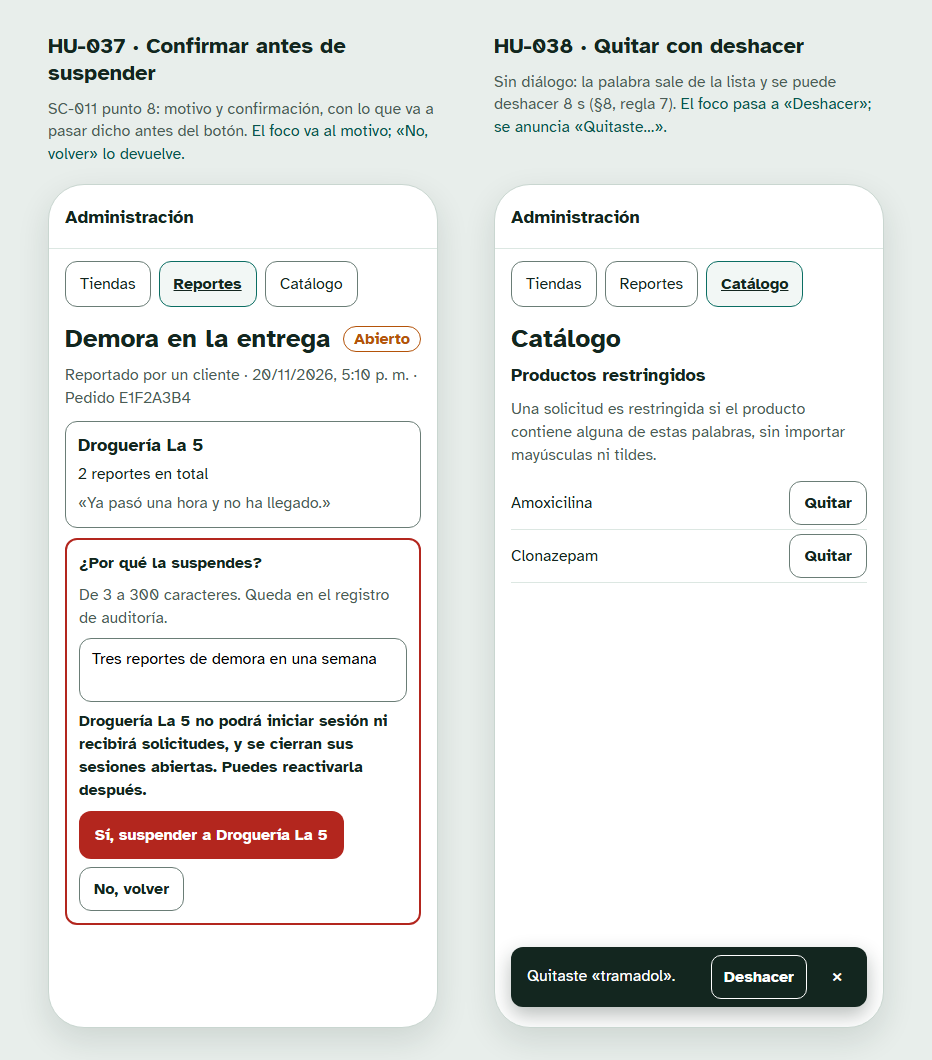 HU-037 · Confirmar antes de
suspender
SC-011 punto 8: motivo y confirmación, con lo que va a
pasar dicho antes del botón. El foco va al motivo; «No,
volver» lo devuelve.
Administración
Tiendas
Reportes
Catálogo
Demora en la entrega
Abierto
Reportado por un cliente · 20/11/2026, 5:10 p. m. ·
Pedido E1F2A3B4
Droguería La 5
2 reportes en total
«Ya pasó una hora y no ha llegado.»
¿Por qué la suspendes?
De 3 a 300 caracteres. Queda en el registro
de auditoría.
Tres reportes de demora en una semana
Droguería La 5 no podrá iniciar sesión ni
recibirá solicitudes, y se cierran sus
sesiones abiertas. Puedes reactivarla
después.
Sí, suspender a Droguería La 5
No, volver
HU-038 · Quitar con deshacer
Sin diálogo: la palabra sale de la lista y se puede
deshacer 8 s (§8, regla 7). El foco pasa a «Deshacer»;
se anuncia «Quitaste…».
Administración
Tiendas
Reportes
Catálogo
Catálogo
Productos restringidos
Una solicitud es restringida si el producto
contiene alguna de estas palabras, sin importar
mayúsculas ni tildes.
Amoxicilina
Quitar
Clonazepam
Quitar
Quitaste «tramadol».
Deshacer
×